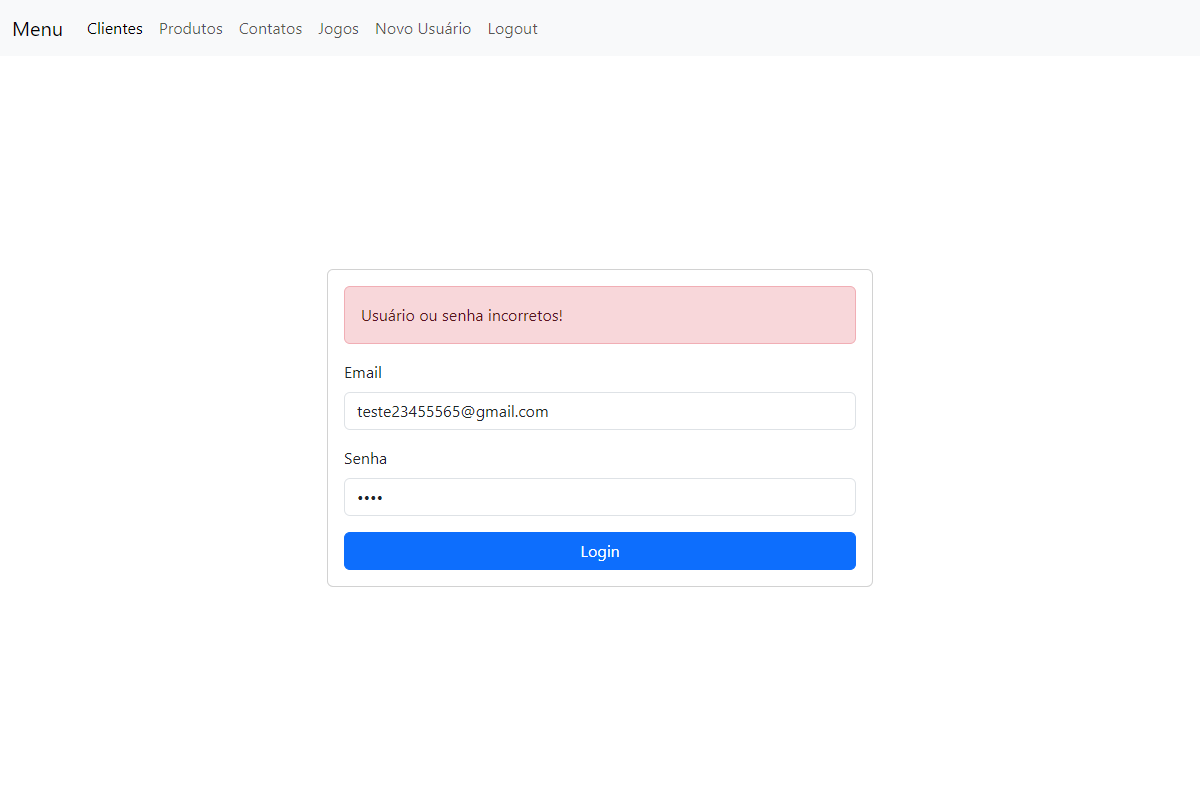 Menu Clientes Produtos Contatos Jogos Novo Usuário Logout
Usuário ou senha incorretos!
Email
teste23455565@gmail.com
Senha
••••
Login